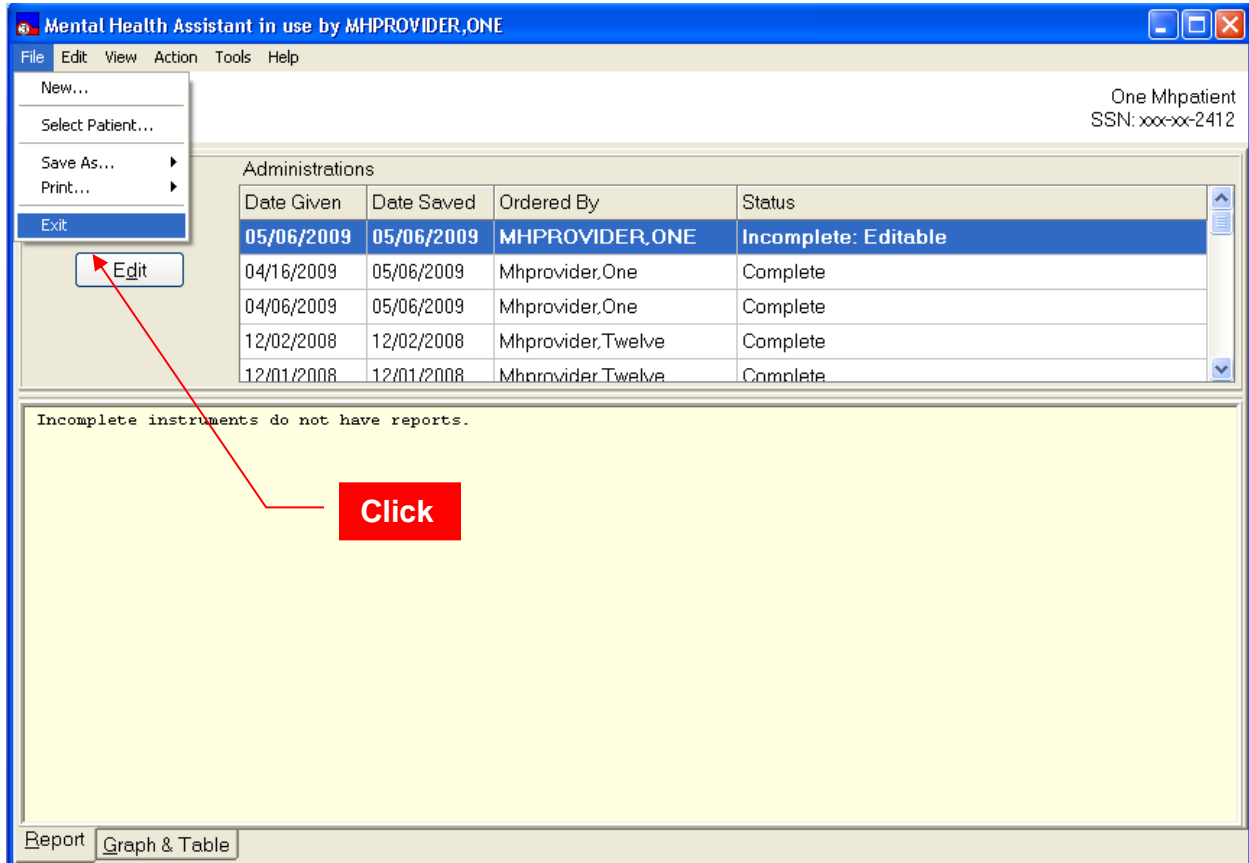 Mental Health Assistant in use by MHPROVIDER,ONE
File Edit View Action Tools Help
New...
Select Patient...
Save As...
Print...
Exit
One Mhpatient
SSN: xxx-xx-2412
Edit
Administrations
Date Given Date Saved Ordered By Status
05/06/2009 05/06/2009 MHPROVIDER,ONE Incomplete: Editable
04/16/2009 05/06/2009 Mhprovider,One Complete
04/06/2009 05/06/2009 Mhprovider,One Complete
12/02/2008 12/02/2008 Mhprovider,Twelve Complete
12/01/2008 12/01/2008 Mhprovider,Twelve Complete
Incomplete instruments do not have reports.
Click
Report Graph & Table